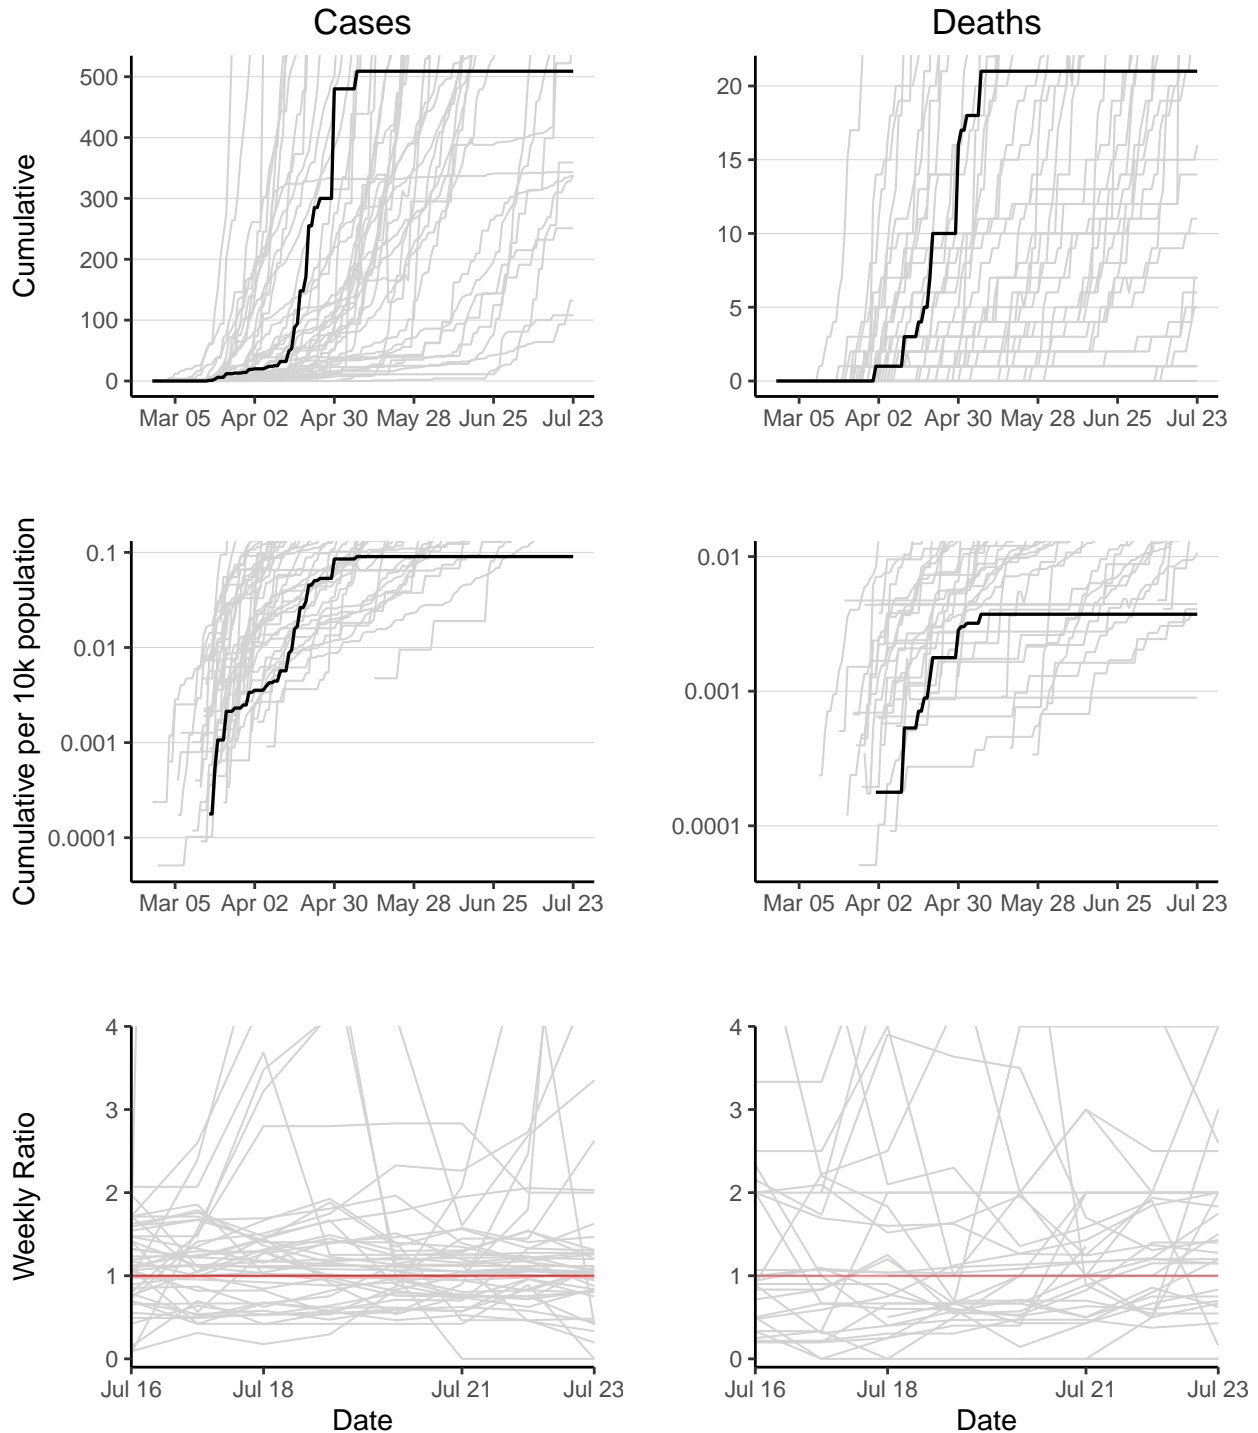 Cases
Deaths
Cumulative
500
400
300
200
100
0
Mar 05 Apr 02 Apr 30 May 28 Jun 25 Jul 23
20
15
10
5
0
Mar 05 Apr 02 Apr 30 May 28 Jun 25 Jul 23
Cumulative per 10k population
0.1
0.01
0.001
0.0001
Mar 05 Apr 02 Apr 30 May 28 Jun 25 Jul 23
0.01
0.001
0.0001
Mar 05 Apr 02 Apr 30 May 28 Jun 25 Jul 23
Weekly Ratio
4
3
2
1
0
Jul 16 Jul 18 Jul 21 Jul 23
Date
4
3
2
1
0
Jul 16 Jul 18 Jul 21 Jul 23
Date